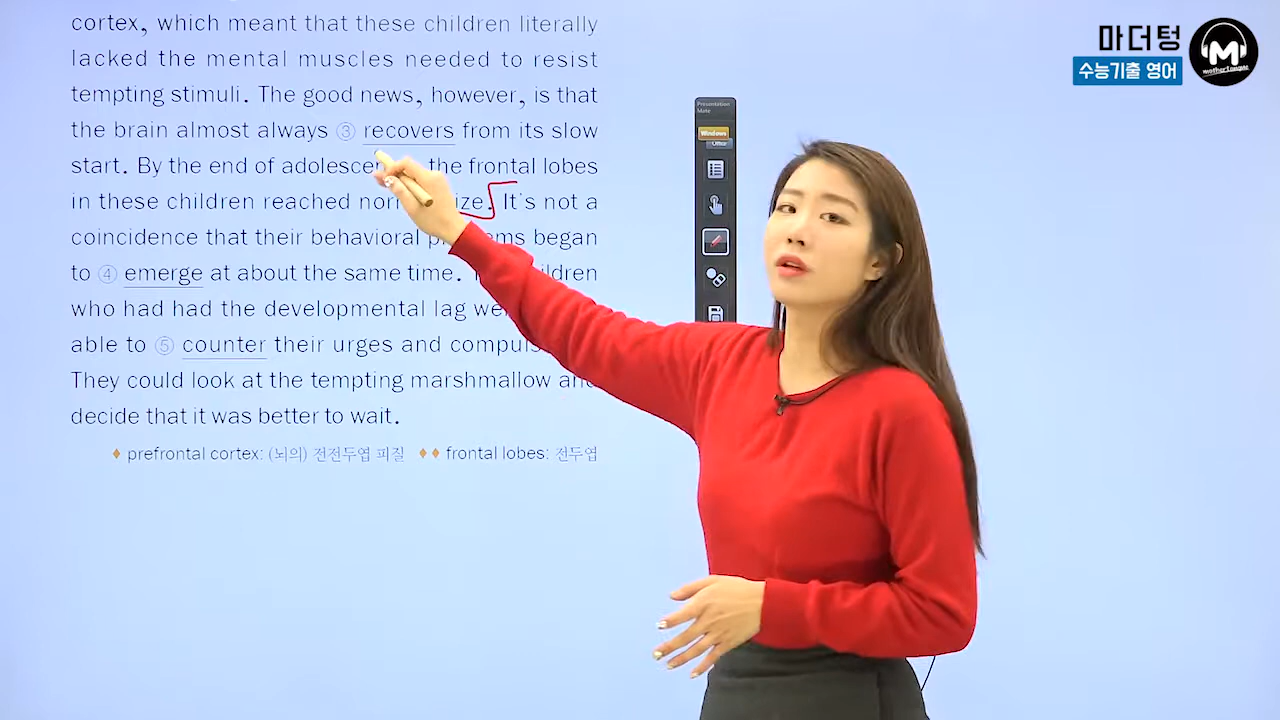 cortex, which meant that these children literally
lacked the mental muscles needed to resist
tempting stimuli. The good news, however, is that
the brain almost always ③ recovers from its slow
start. By the end of adolescen the frontal lobes
in these children reached nor ize. It's not a
coincidence that their behavioral p ems began
to ④ emerge at about the same time. ildren
who had had the developmental lag we
able to ⑤ counter their urges and compuls
They could look at the tempting marshmallow and
decide that it was better to wait.
♦ prefrontal cortex: (뇌의) 전전두엽 피질 ♦♦ frontal lobes: 전두엽
마더텅
수능기출 영어
M
mothertongue
Presentation
Mate
Windows
Office